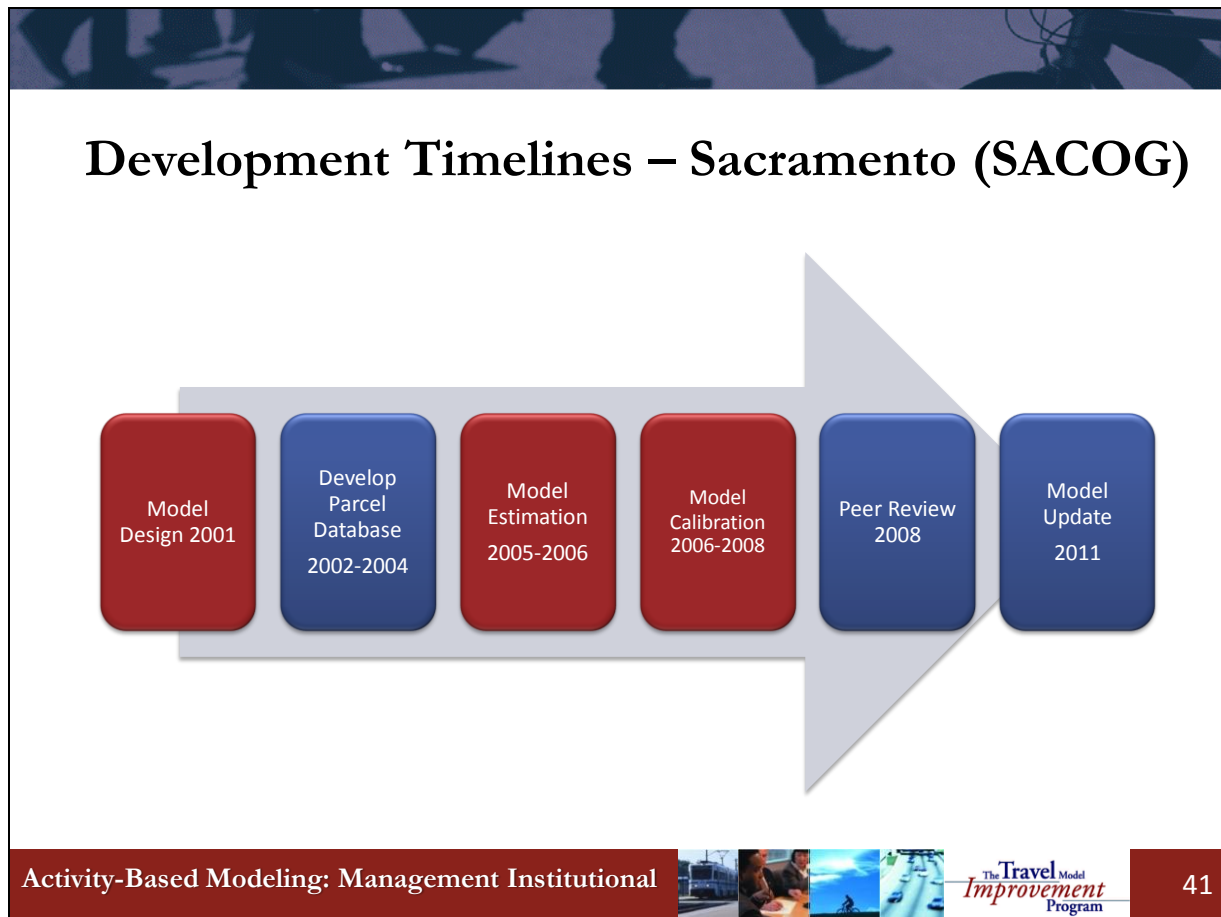 Development Timelines – Sacramento (SACOG)
Model
Design 2001
Develop
Parcel
Database
2002-2004
Model
Estimation
2005-2006
Model
Calibration
2006-2008
Peer Review
2008
Model
Update
2011
Activity-Based Modeling: Management Institutional
The Travel Model
Improvement
Program
41